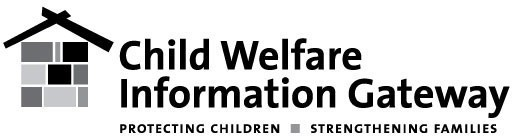 Child Welfare
Information Gateway
PROTECTING CHILDREN ■ STRENGTHENING FAMILIES